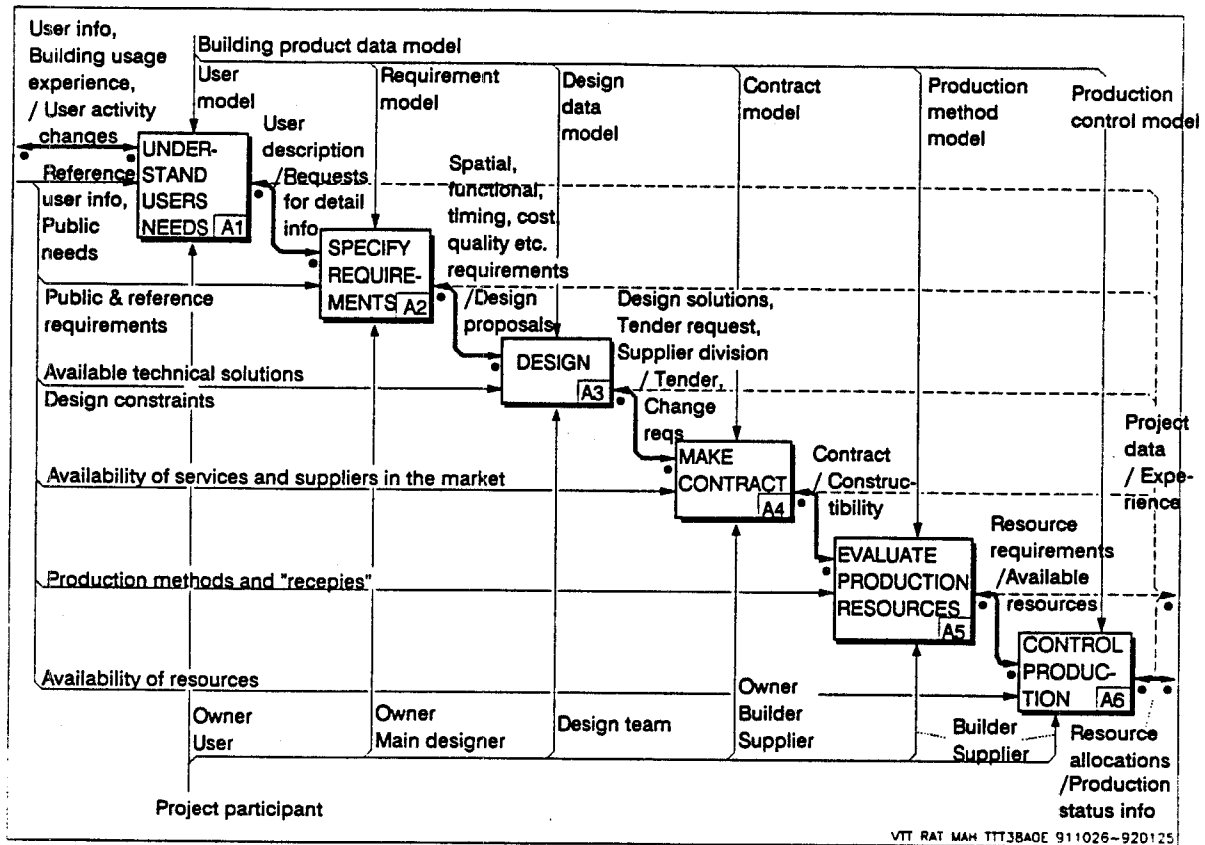 User info,
Building usage
experience,
/ User activity
changes
Building product data model
User
model
Requirement
model
Design
data
model
Contract
model
Production
method
model
Production
control model
UNDER-
STAND
USERS
NEEDS A1
Reference
user info,
Public
needs
User
description
/Requests
for detail
info
SPECIFY
REQUIRE-
MENTS A2
Public & reference
requirements
Spatial,
functional,
timing, cost,
quality etc.
requirements
/Design
proposals
DESIGN
A3
Available technical solutions
Design constraints
Design solutions,
Tender request,
Supplier division
/ Tender,
Change
reqs
MAKE
CONTRACT
A4
Availability of services and suppliers in the market
Contract
/ Construc-
tibility
Project
data
/ Expe-
rience
EVALUATE
PRODUCTION
RESOURCES
A5
Production methods and "recepies"
Resource
requirements
/Available
resources
CONTROL
PRODUC-
TION A6
Availability of resources
Owner
User
Owner
Main designer
Design team
Owner
Builder
Supplier
Builder
Supplier
Resource
allocations
/Production
status info
Project participant
VTT RAT MAH TTT38A0E 911026-920125